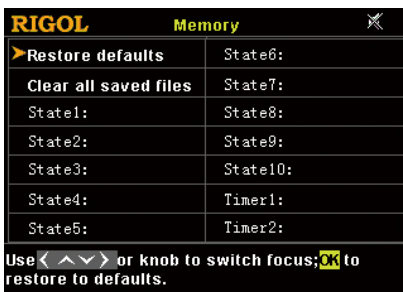 RIGOL Memory
Restore defaults State6:
Clear all saved files State7:
State1: State8:
State2: State9:
State3: State10:
State4: Timer1:
State5: Timer2:
Use or knob to switch focus;OK to
restore to defaults.